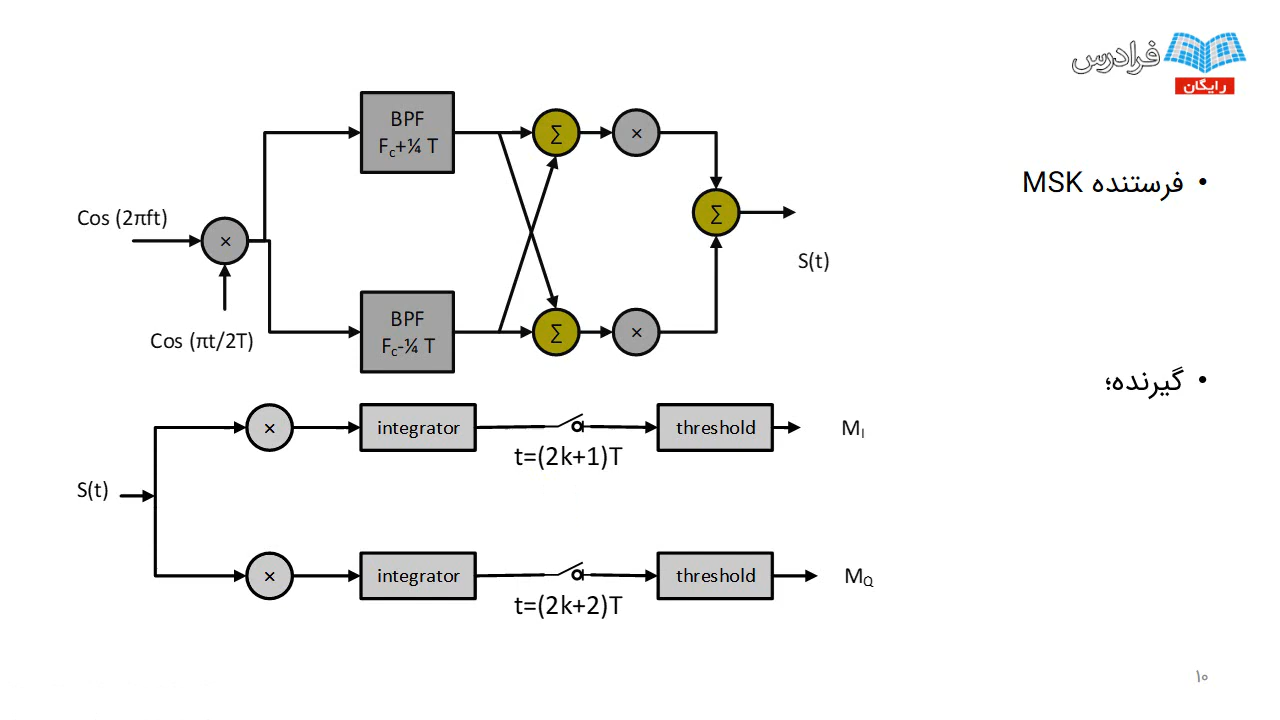 فرادرس
رایگان
• فرستنده MSK
BPF
Fc+¼ T
∑
×
Cos (2πft)
×
∑
S(t)
Cos (πt/2T)
BPF
Fc-¼ T
∑
×
• گیرنده؛
×
integrator
threshold
MI
t=(2k+1)T
S(t)
×
integrator
threshold
MQ
t=(2k+2)T
۱۰